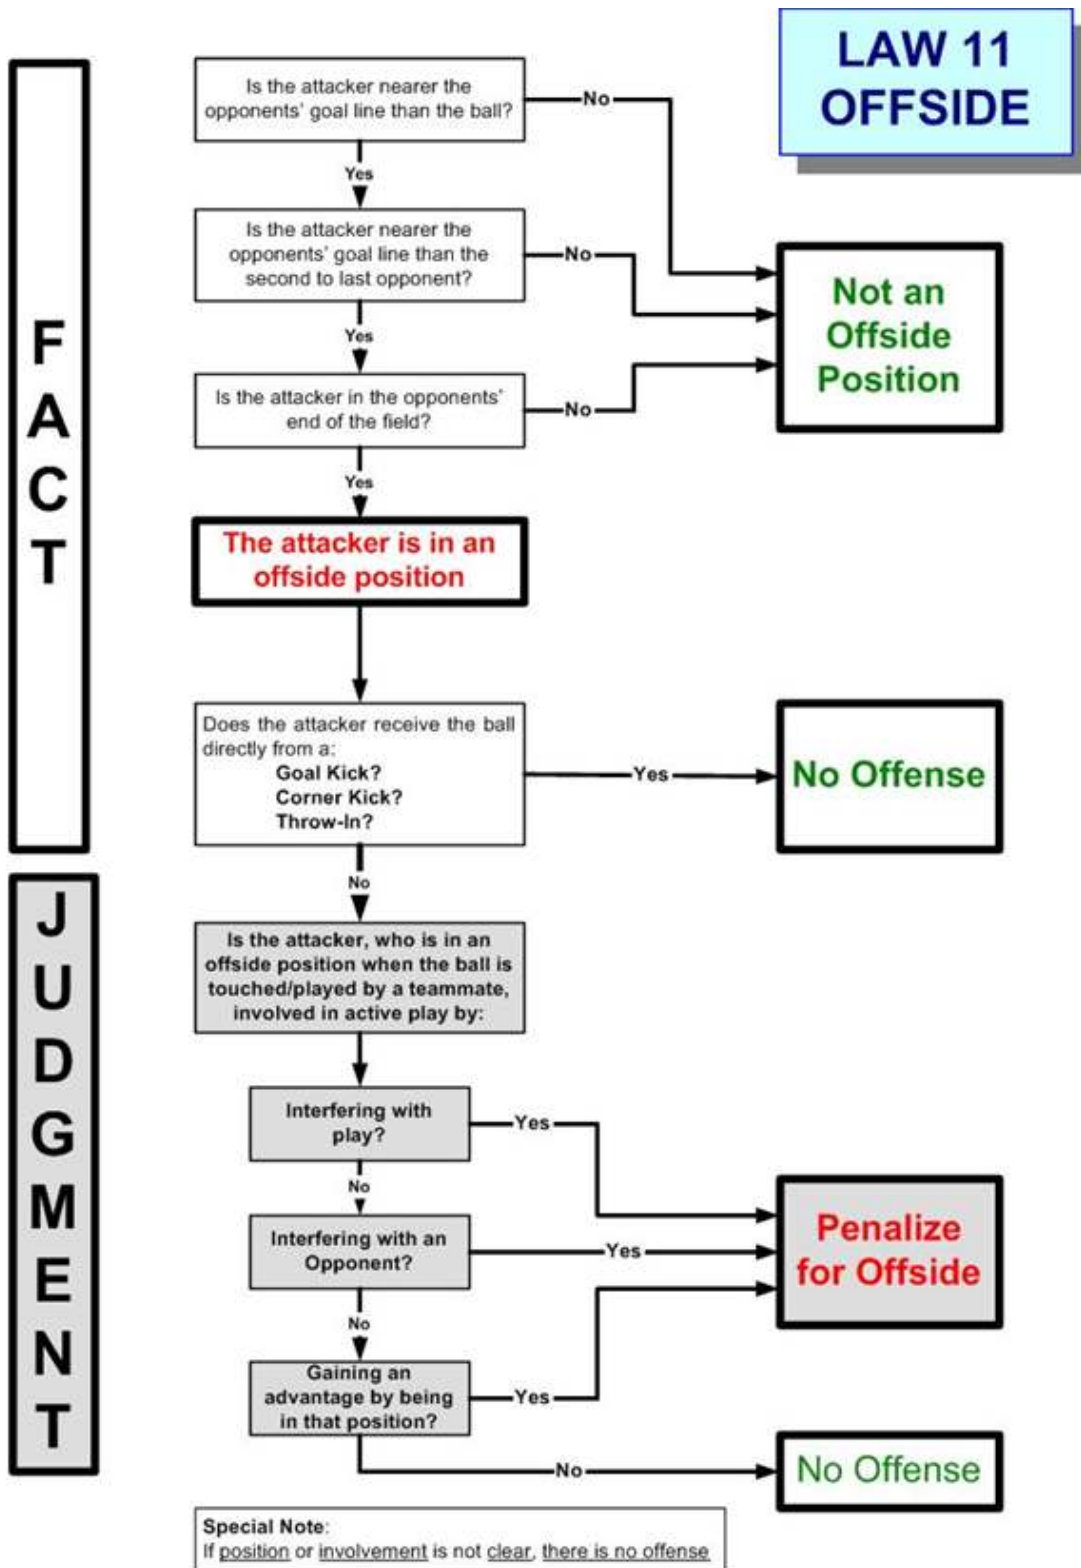 LAW 11
OFFSIDE
FACT
Is the attacker nearer the
opponents' goal line than the ball?
No
Yes
Is the attacker nearer the
opponents' goal line than the
second to last opponent?
No
Not an
Offside
Position
Yes
Is the attacker in the opponents'
end of the field?
No
Yes
The attacker is in an
offside position
Does the attacker receive the ball
directly from a:
Goal Kick?
Corner Kick?
Throw-In?
Yes
No Offense
No
JUDGMENT
Is the attacker, who is in an
offside position when the ball is
touched/played by a teammate,
involved in active play by:
Interfering with
play?
Yes
No
Interfering with an
Opponent?
Yes
Penalize
for Offside
No
Gaining an
advantage by being
in that position?
Yes
No
No Offense
Special Note:
If position or involvement is not clear, there is no offense